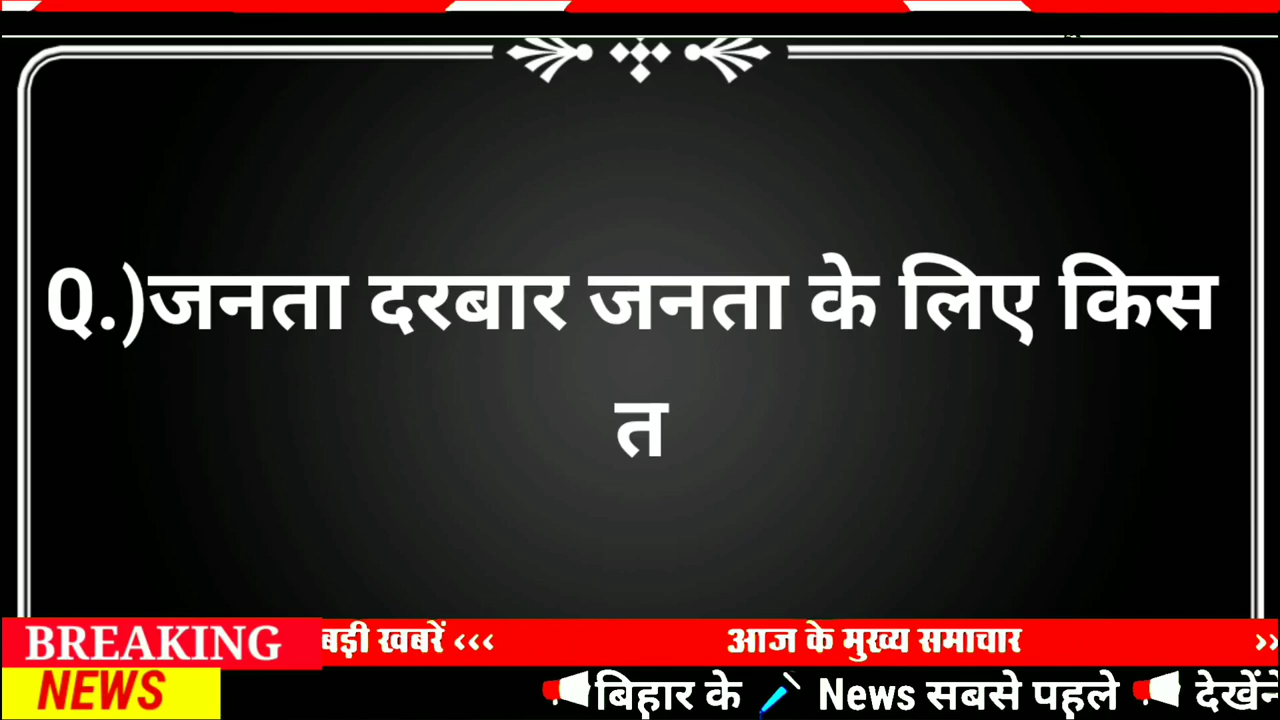 Q.)जनता दरबार जनता के लिए किस
त
BREAKING
NEWS
बड़ी खबरें ‹‹‹ आज के मुख्य समाचार ››
बिहार के News सबसे पहले देखेंने